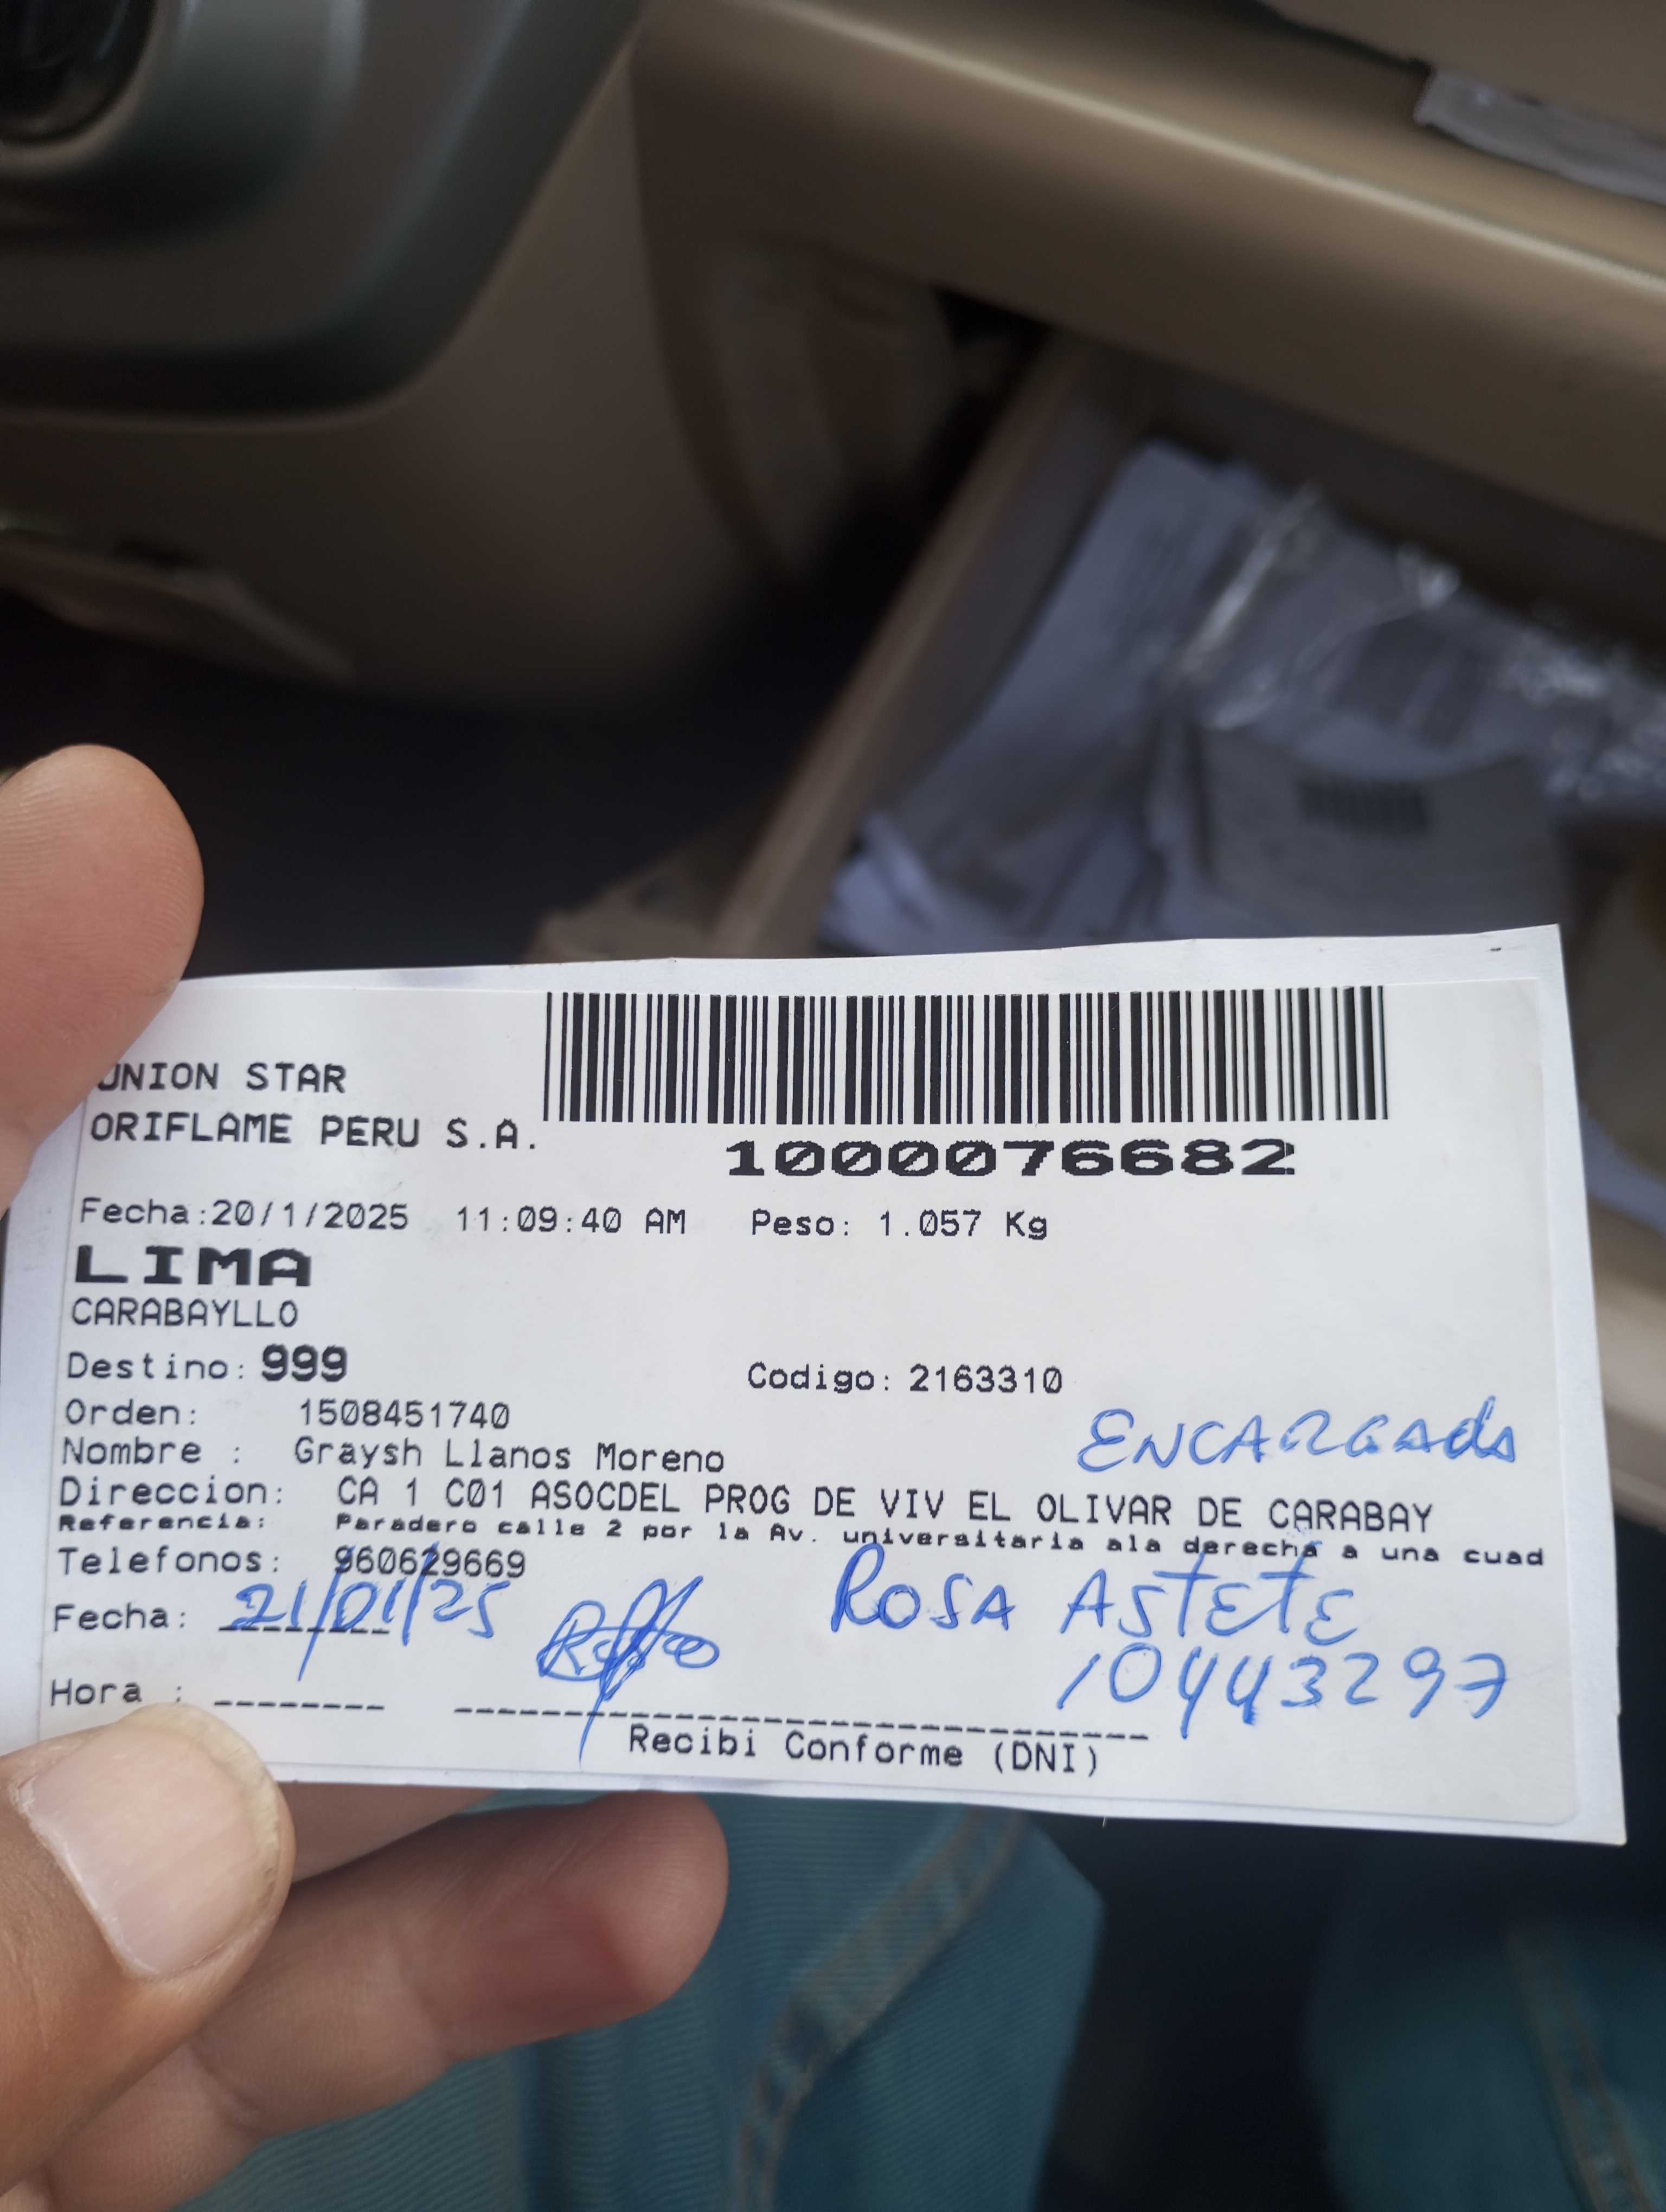 UNION STAR
ORIFLAME PERU S.A.
1000076682
Fecha:20/1/2025 11:09:40 AM Peso: 1.057 Kg
LIMA
CARABAYLLO
Destino: 999 Codigo: 2163310
Orden: 1508451740
ENCARGADA
Nombre : Graysh Llanos Moreno
Direccion: CA 1 C01 ASOCDEL PROG DE VIV EL OLIVAR DE CARABAY
Referencia: Paradero calle 2 por la Av. universitaria ala derecha a una cuad
Telefonos: 960629669
ROSA ASTETE
Fecha: 21/01/25
10443297
Hora :
Recibi Conforme (DNI)